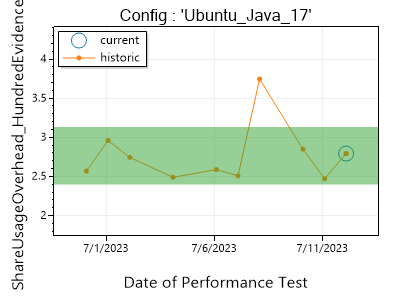 Config : 'Ubuntu_Java_17'
ShareUsageOverhead_HundredEvidence
current
historic
4
3.5
3
2.5
2
7/1/2023
7/6/2023
7/11/2023
Date of Performance Test